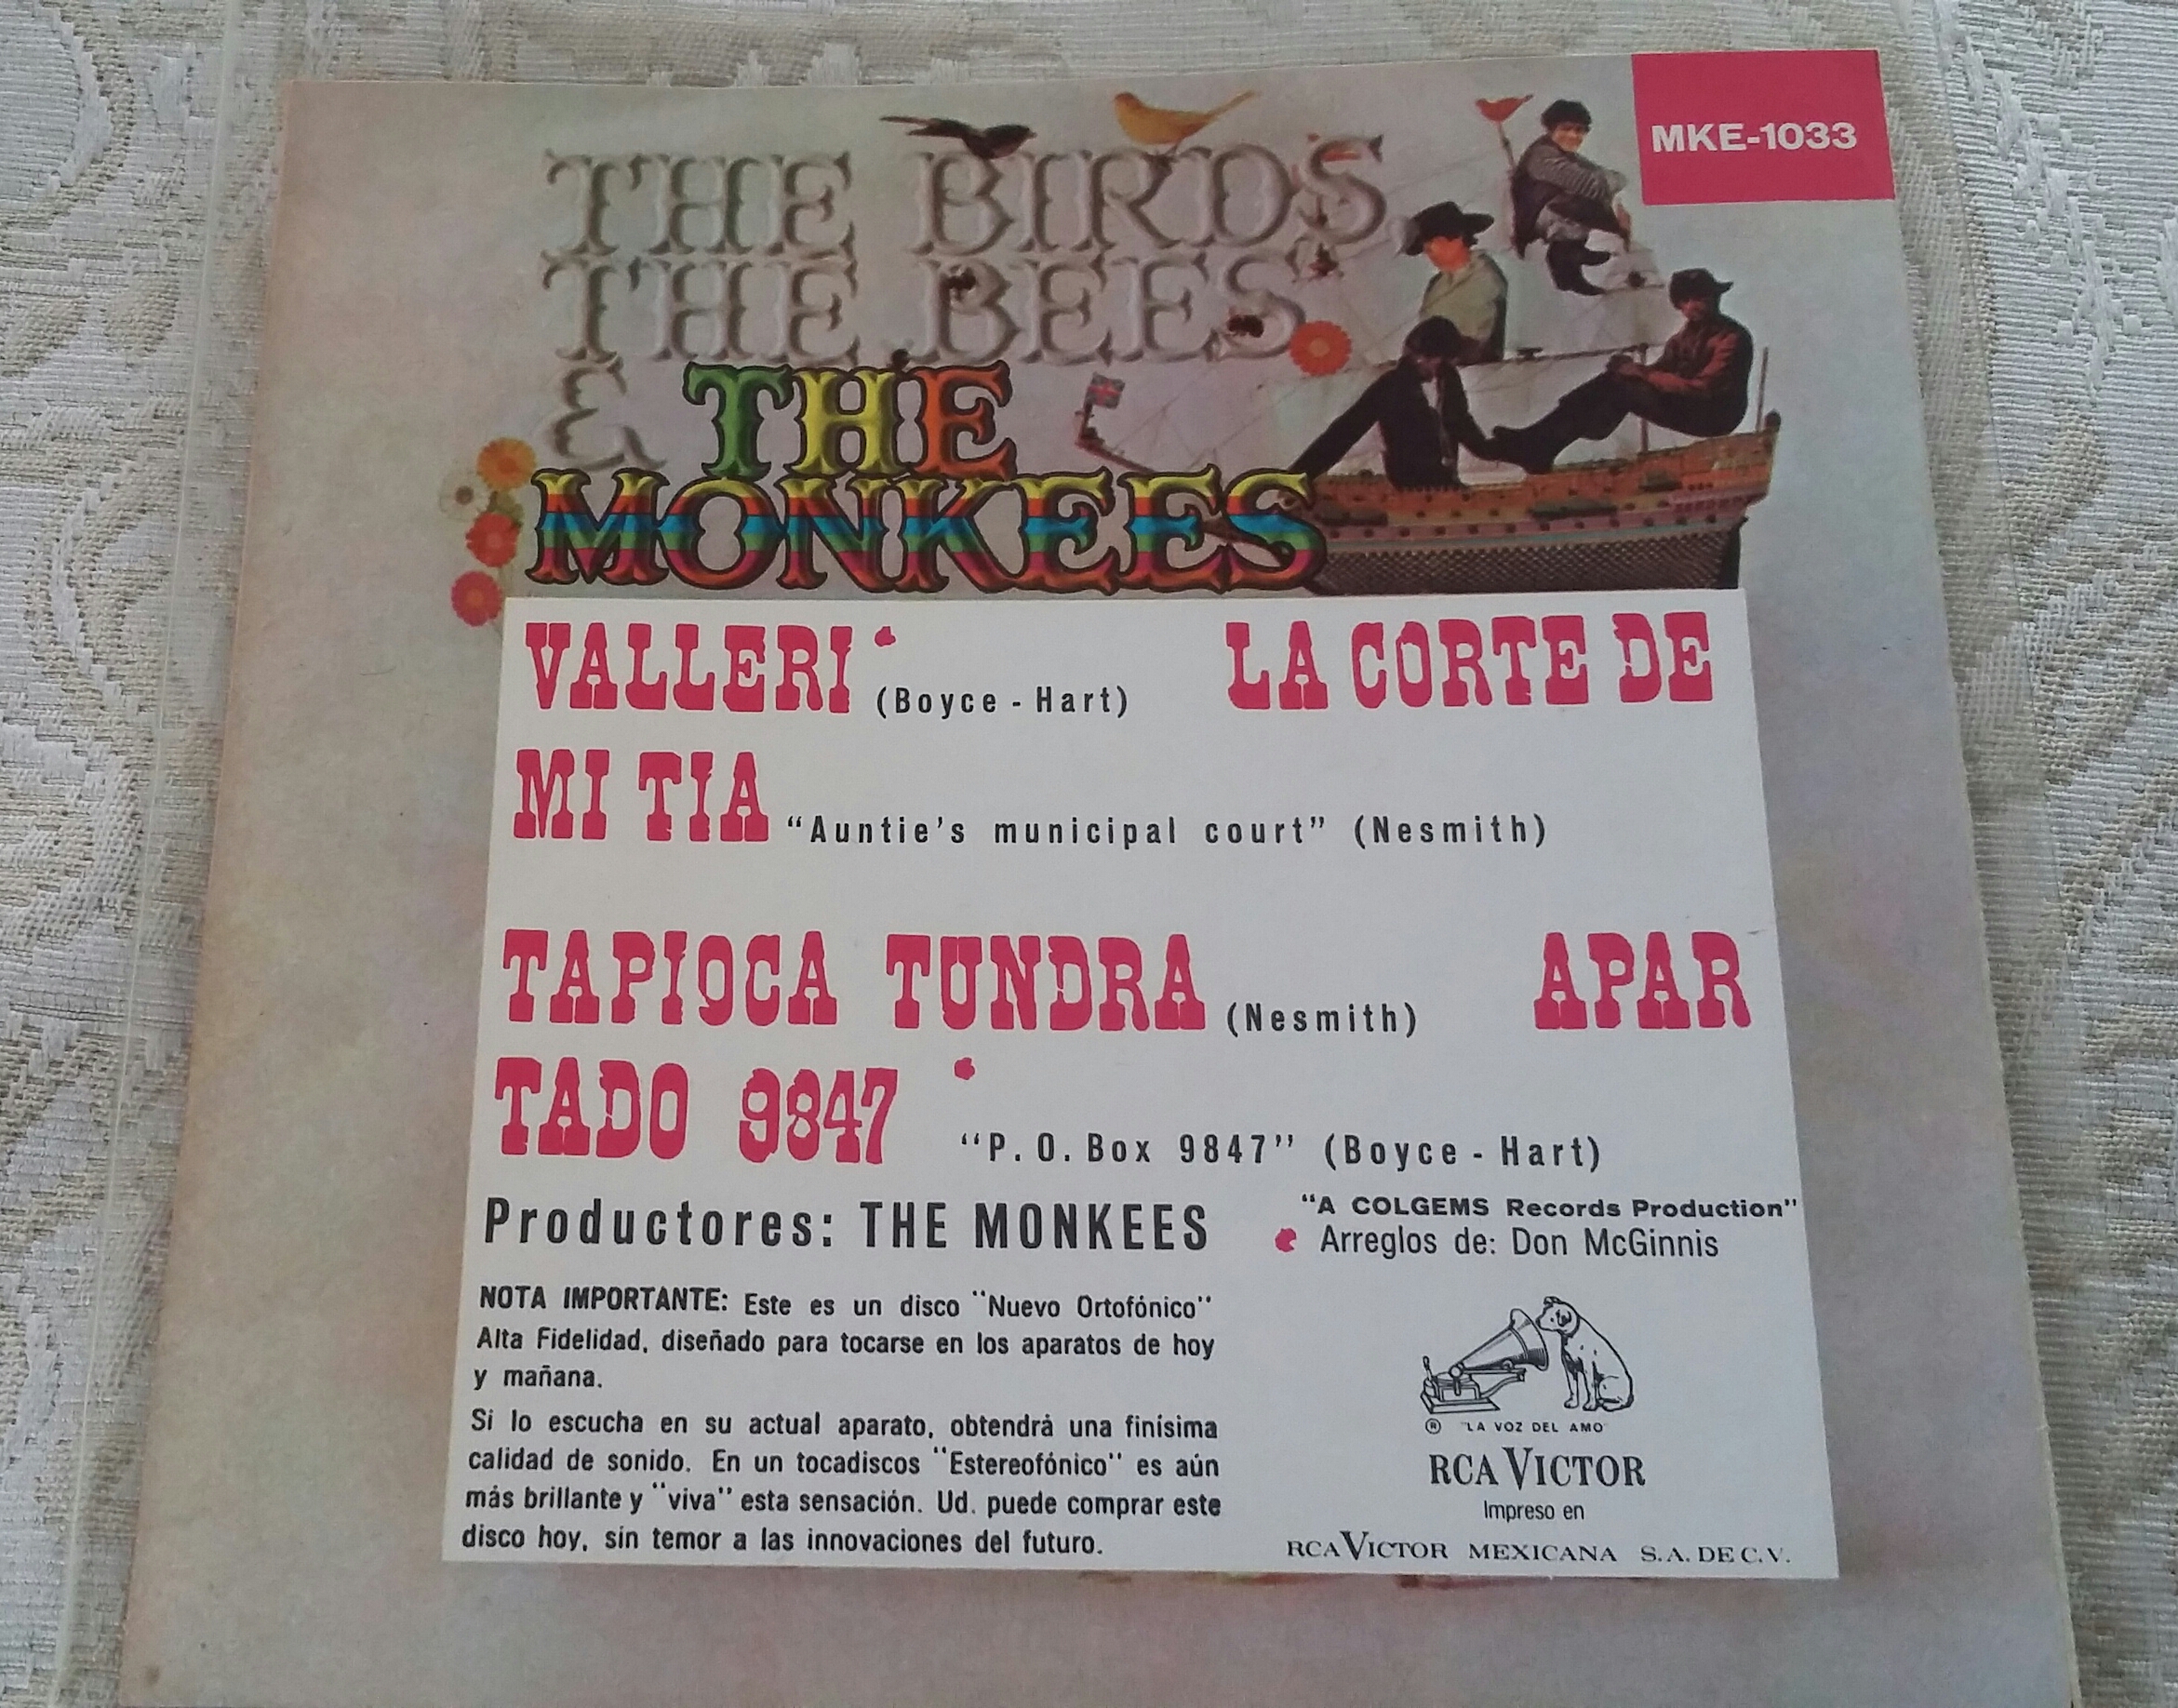 MKE-1033
THE BIRDS,
THE BEES
& THE
MONKEES
VALLERI (Boyce - Hart) LA CORTE DE
MI TIA "Auntie's municipal court" (Nesmith)
TAPIOCA TUNDRA (Nesmith) APAR
TADO 9847 "P. O. Box 9847" (Boyce - Hart)
Productores: THE MONKEES
"A COLGEMS Records Production"
Arreglos de: Don McGinnis
NOTA IMPORTANTE: Este es un disco "Nuevo Ortofónico"
Alta Fidelidad, diseñado para tocarse en los aparatos de hoy
y mañana.
Si lo escucha en su actual aparato, obtendrá una finísima
calidad de sonido. En un tocadiscos "Estereofónico" es aún
más brillante y "viva" esta sensación. Ud. puede comprar este
disco hoy, sin temor a las innovaciones del futuro.
® "LA VOZ DEL AMO"
RCA VICTOR
Impreso en
RCA VICTOR MEXICANA S.A. DE C.V.